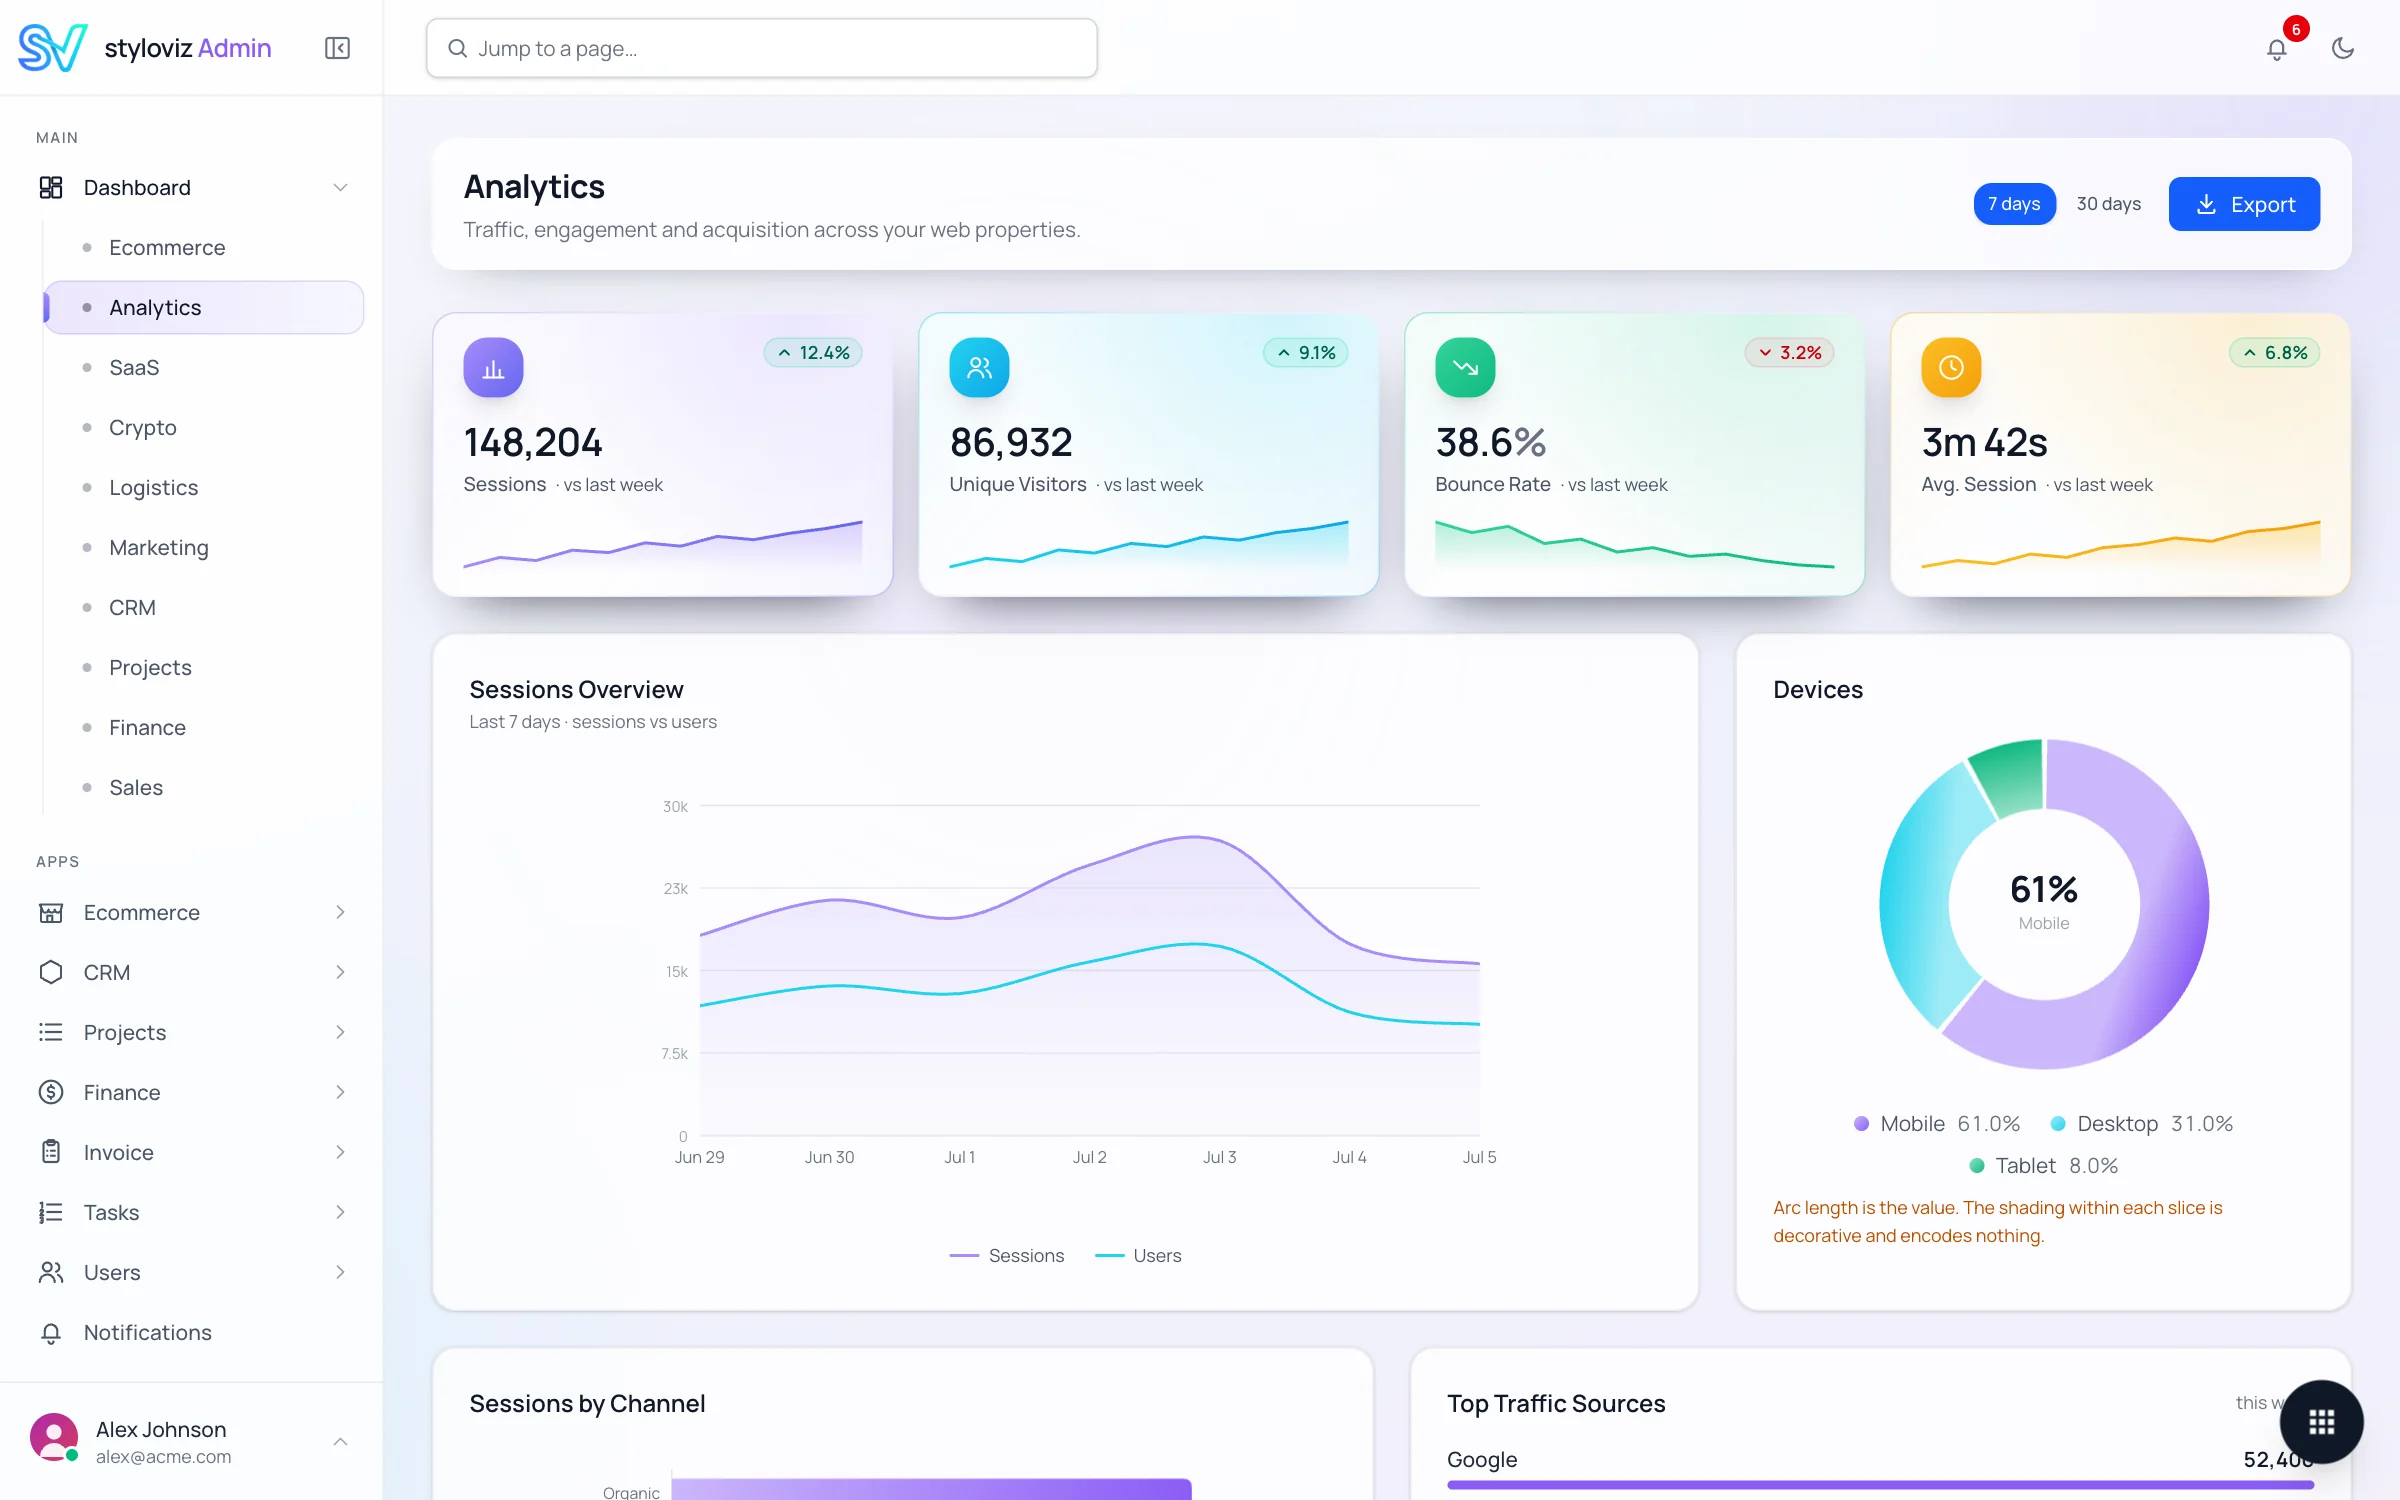 styloviz Admin
Jump to a page...
6
MAIN
Dashboard
Ecommerce
Analytics
SaaS
Crypto
Logistics
Marketing
CRM
Projects
Finance
Sales
APPS
Ecommerce
CRM
Projects
Finance
Invoice
Tasks
Users
Notifications
Alex Johnson
alex@acme.com
Analytics
Traffic, engagement and acquisition across your web properties.
7 days
30 days
Export
12.4%
148,204
Sessions · vs last week
9.1%
86,932
Unique Visitors · vs last week
3.2%
38.6%
Bounce Rate · vs last week
6.8%
3m 42s
Avg. Session · vs last week
Sessions Overview
Last 7 days · sessions vs users
30k
23k
15k
7.5k
0
Jun 29
Jun 30
Jul 1
Jul 2
Jul 3
Jul 4
Jul 5
Sessions
Users
Devices
61%
Mobile
Mobile 61.0%
Desktop 31.0%
Tablet 8.0%
Arc length is the value. The shading within each slice is
decorative and encodes nothing.
Sessions by Channel
Organic
Top Traffic Sources
this
Google